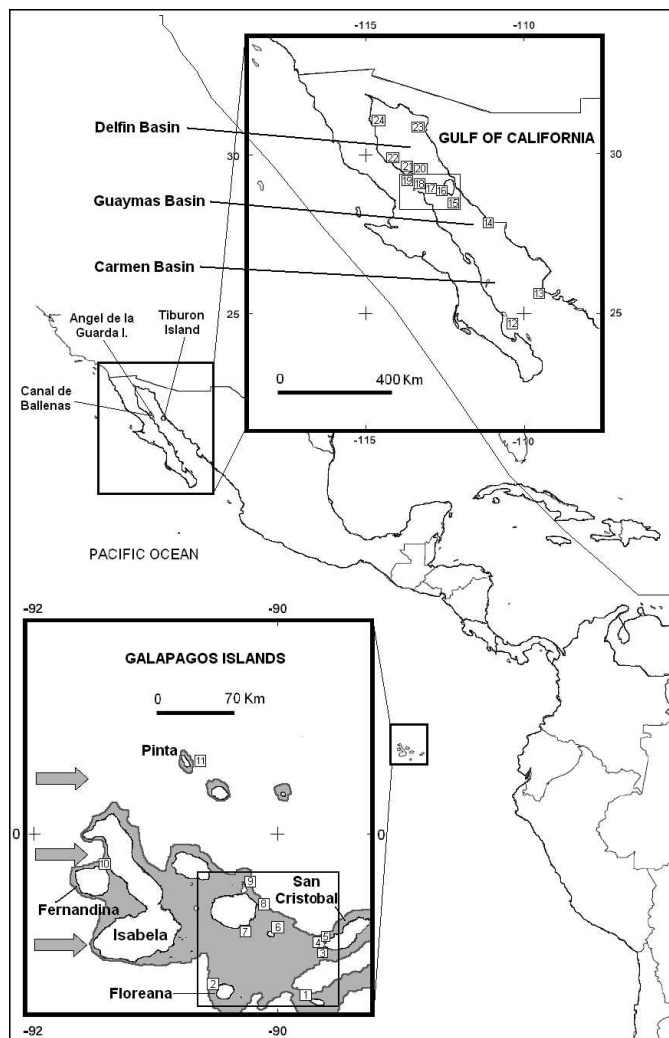 -115
-110
24
23
Delfin Basin
GULF OF CALIFORNIA
30
30
22
21
20
19
18
17
16
15
Guaymas Basin
14
Carmen Basin
13
25
25
12
0
400 Km
-115
-110
Angel de la
Guarda I.
Tiburon
Island
Canal de
Ballenas
PACIFIC OCEAN
-92
-90
GALAPAGOS ISLANDS
0
70 Km
Pinta
11
0
0
10
9
Fernandina
San
Cristobal
8
Isabela
7
6
5
4
3
2
Floreana
1
-92
-90